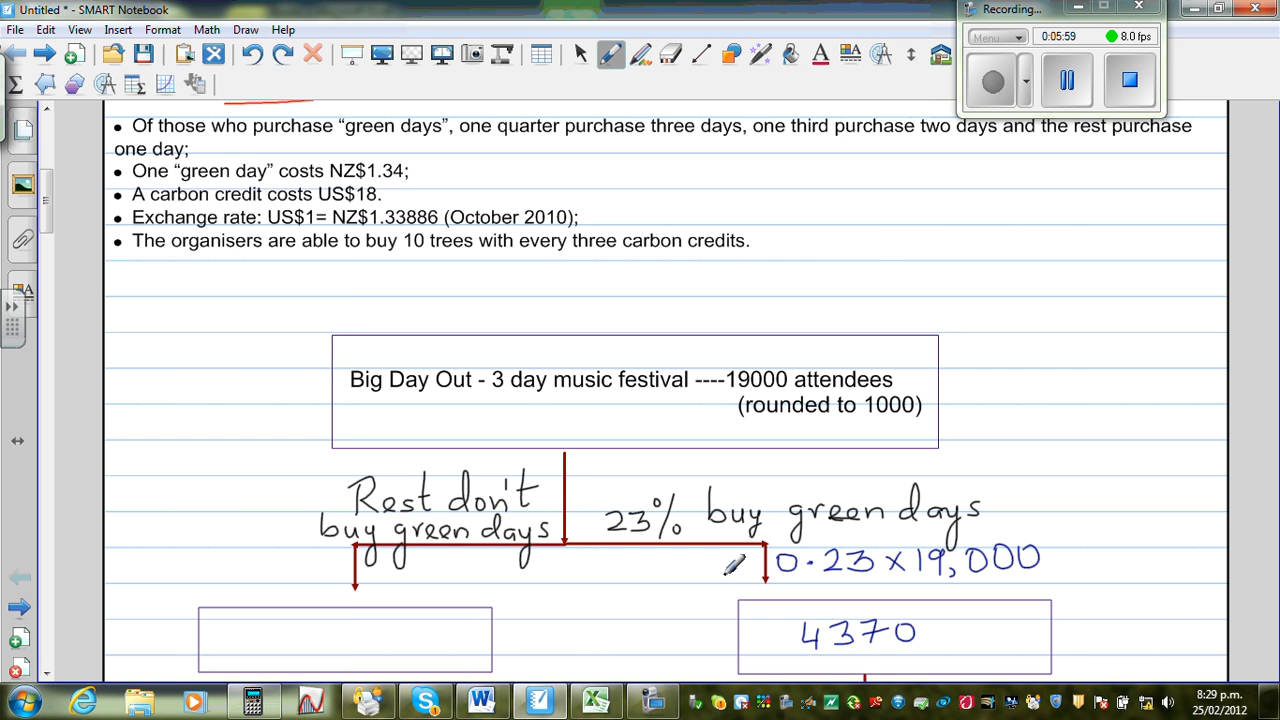 Untitled * - SMART Notebook
Recording...
File Edit View Insert Format Tools Math Draw Help
Menu
0:05:59
8.0 fps
• Of those who purchase “green days”, one quarter purchase three days, one third purchase two days and the rest purchase
one day;
• One “green day” costs NZ$1.34;
• A carbon credit costs US$18.
• Exchange rate: US$1= NZ$1.33886 (October 2010);
• The organisers are able to buy 10 trees with every three carbon credits.
Big Day Out - 3 day music festival ----19000 attendees
(rounded to 1000)
Rest don't
buy green days
23% buy green days
0.23 x 19,000
4370
8:29 p.m.
25/02/2012